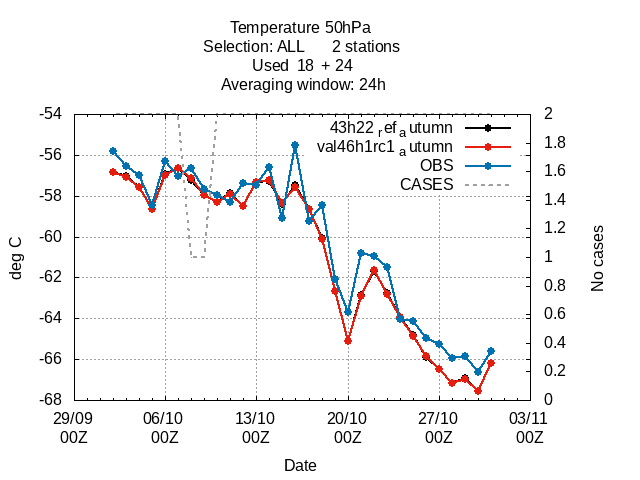 Temperature 50hPa
Selection: ALL 2 stations
Used 18 + 24
Averaging window: 24h
43h22 ref a utumn
val46h1rc1 a utumn
OBS
CASES
-54
-56
-58
-60
-62
-64
-66
-68
deg C
2
1.8
1.6
1.4
1.2
1
0.8
0.6
0.4
0.2
0
No cases
29/09 06/10 13/10 20/10 27/10 03/11
00Z 00Z 00Z 00Z 00Z 00Z
Date